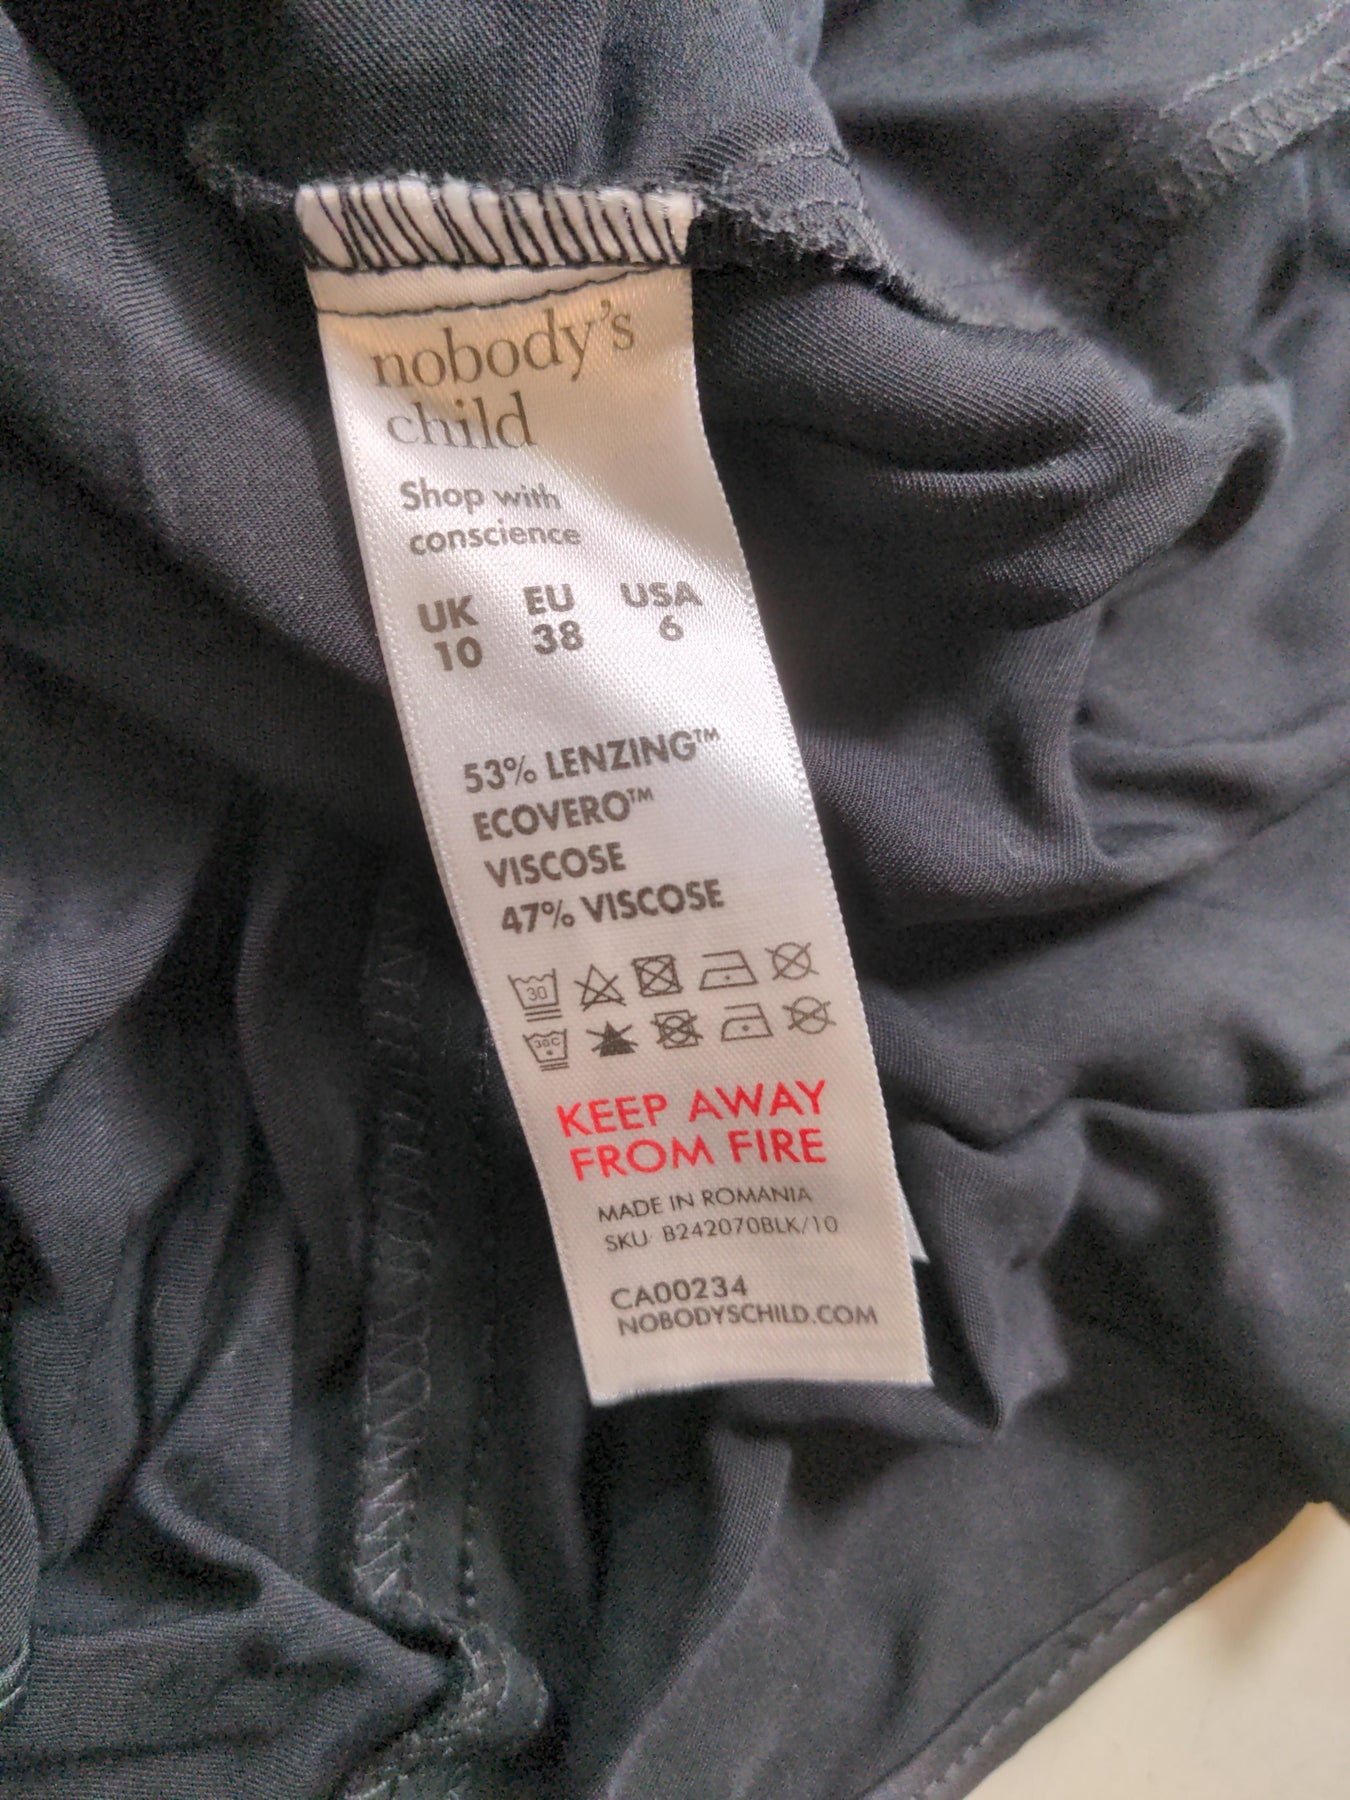 nobody's
child
Shop with
conscience
UK EU USA
10 38 6
53% LENZING™
ECOVERO™
VISCOSE
47% VISCOSE
30
30C
KEEP AWAY
FROM FIRE
MADE IN ROMANIA
SKU B242070BLK/10
CA00234
NOBODYSCHILD.COM